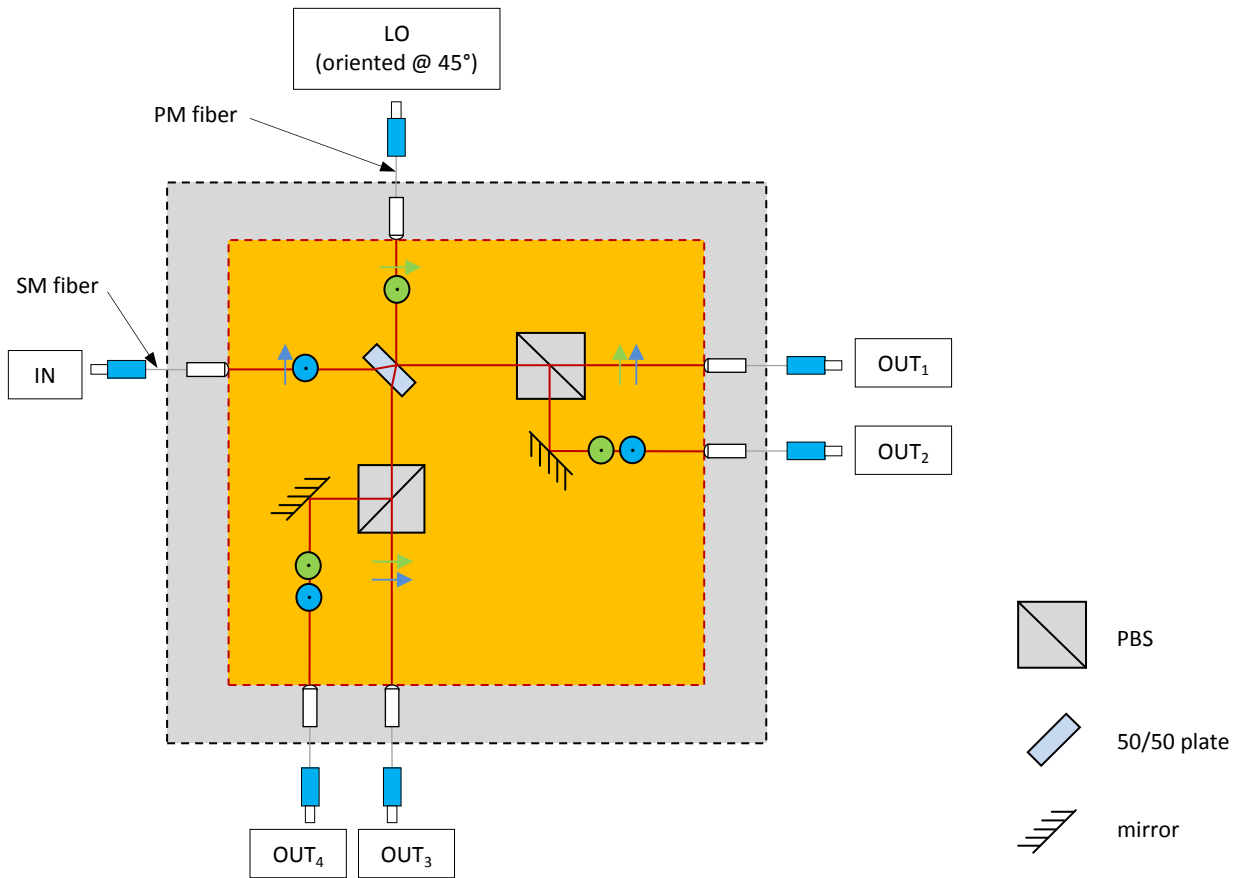 LO
(oriented @ 45°)
PM fiber
SM fiber
IN
OUT₁
OUT₂
PBS
50/50 plate
mirror
OUT₄
OUT₃